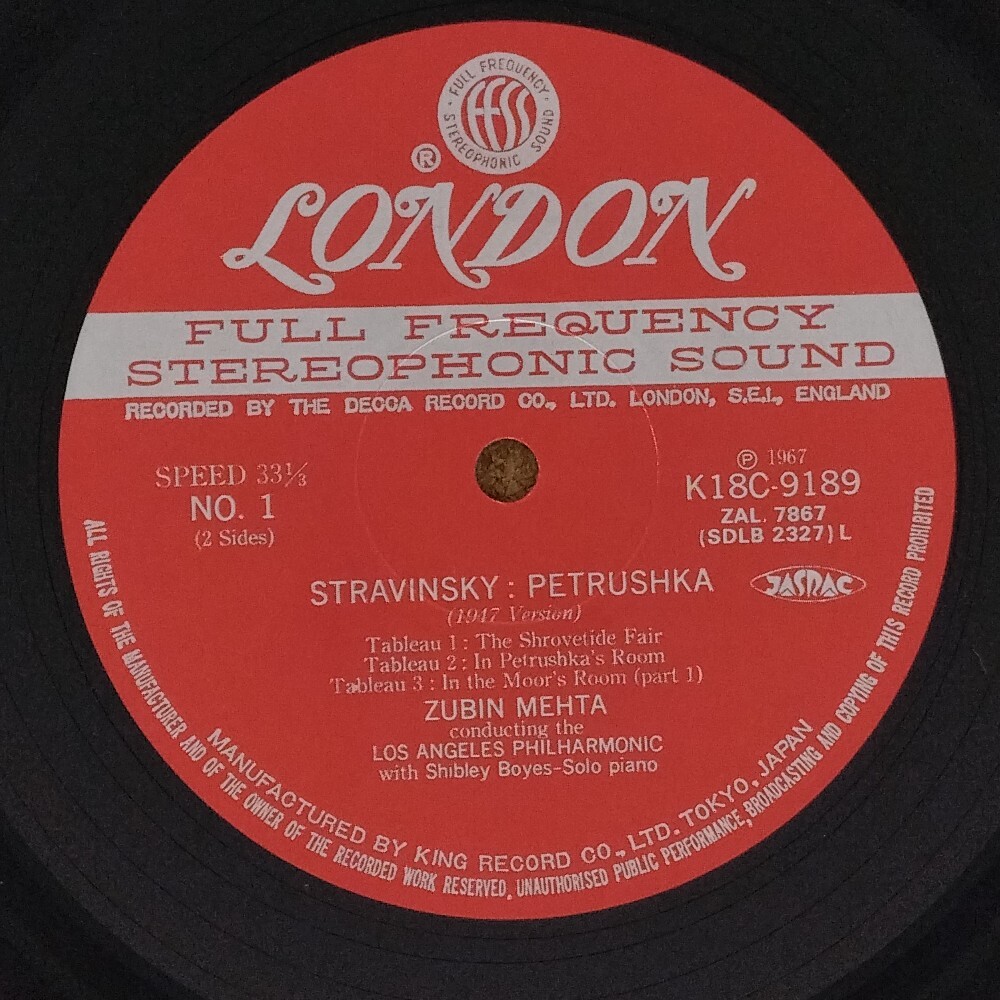 FULL FREQUENCY
STEREOPHONIC SOUND
FFSS
®
LONDON
FULL FREQUENCY
STEREOPHONIC SOUND
RECORDED BY THE DECCA RECORD CO., LTD. LONDON, S.E.I., ENGLAND
SPEED 33⅓
NO. 1
(2 Sides)
℗ 1967
K18C-9189
ZAL. 7867
(SDLB 2327) L
JASRAC
STRAVINSKY : PETRUSHKA
(1947 Version)
Tableau 1 : The Shrovetide Fair
Tableau 2 : In Petrushka's Room
Tableau 3 : In the Moor's Room (part 1)
ZUBIN MEHTA
conducting the
LOS ANGELES PHILHARMONIC
with Shibley Boyes-Solo piano
MANUFACTURED BY KING RECORD CO., LTD. TOKYO, JAPAN
ALL RIGHTS OF THE MANUFACTURER AND OF THE OWNER OF THE RECORDED WORK RESERVED, UNAUTHORISED PUBLIC PERFORMANCE, BROADCASTING AND COPYING OF THIS RECORD PROHIBITED